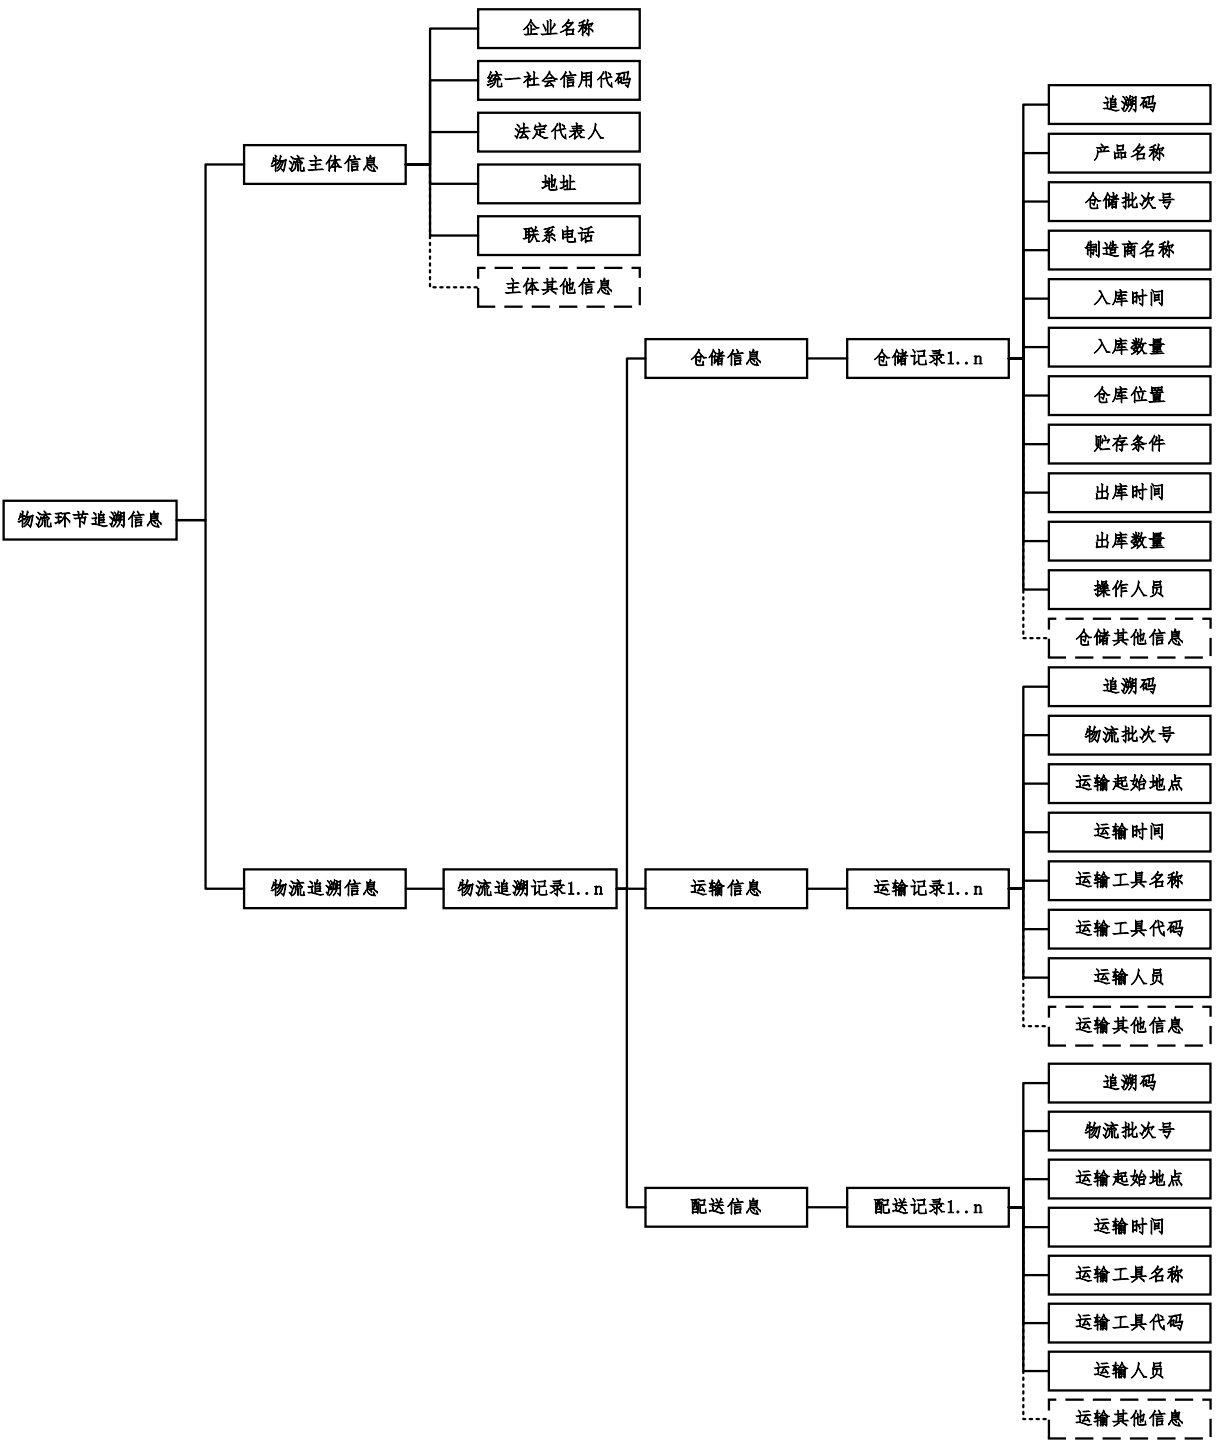 物流环节追溯信息
物流主体信息
企业名称
统一社会信用代码
法定代表人
地址
联系电话
主体其他信息
物流追溯信息
物流追溯记录1..n
仓储信息
仓储记录1..n
追溯码
产品名称
仓储批次号
制造商名称
入库时间
入库数量
仓库位置
贮存条件
出库时间
出库数量
操作人员
仓储其他信息
运输信息
运输记录1..n
追溯码
物流批次号
运输起始地点
运输时间
运输工具名称
运输工具代码
运输人员
运输其他信息
配送信息
配送记录1..n
追溯码
物流批次号
运输起始地点
运输时间
运输工具名称
运输工具代码
运输人员
运输其他信息